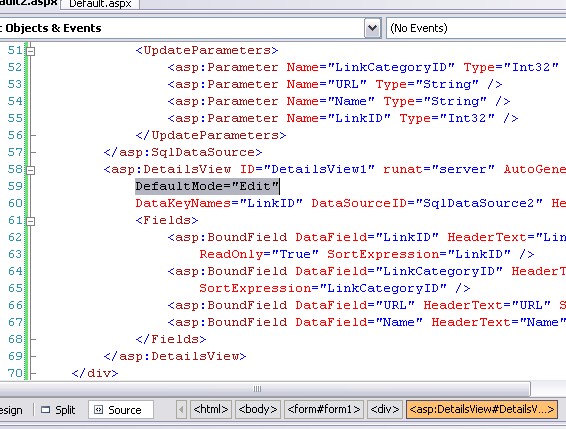 Default.aspx
t Objects & Events (No Events)
51 <UpdateParameters>
52 <asp:Parameter Name="LinkCategoryID" Type="Int32"
53 <asp:Parameter Name="URL" Type="String" />
54 <asp:Parameter Name="Name" Type="String" />
55 <asp:Parameter Name="LinkID" Type="Int32" />
56 </UpdateParameters>
57 </asp:SqlDataSource>
58 <asp:DetailsView ID="DetailsView1" runat="server" AutoGene
59 DefaultMode="Edit"
60 DataKeyNames="LinkID" DataSourceID="SqlDataSource2" He
61 <Fields>
62 <asp:BoundField DataField="LinkID" HeaderText="Lin
63 ReadOnly="True" SortExpression="LinkID" />
64 <asp:BoundField DataField="LinkCategoryID" HeaderT
65 SortExpression="LinkCategoryID" />
66 <asp:BoundField DataField="URL" HeaderText="URL" S
67 <asp:BoundField DataField="Name" HeaderText="Name"
68 </Fields>
69 </asp:DetailsView>
70 </div>
esign Split Source <html> <body> <form#form1> <div> <asp:DetailsView#DetailsV...>